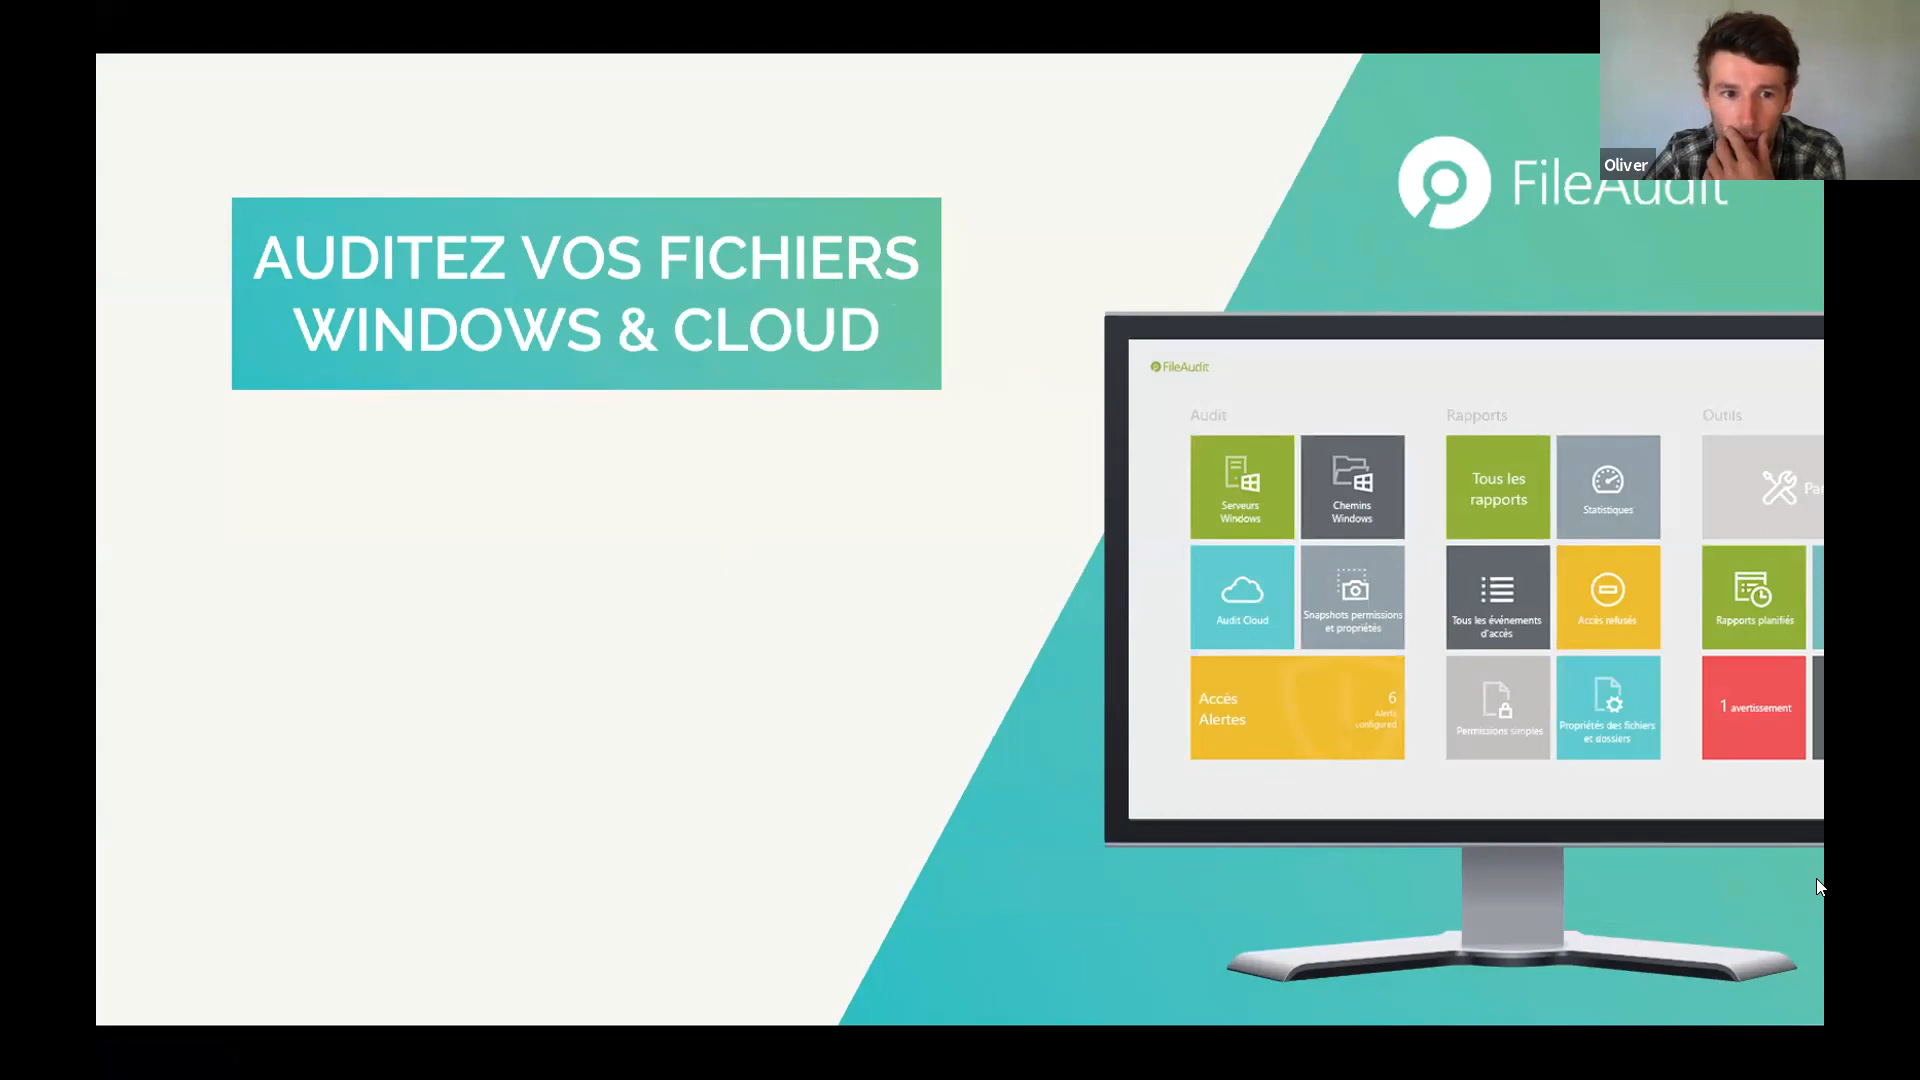 Oliver
FileAudit
AUDITEZ VOS FICHIERS
WINDOWS & CLOUD
FileAudit
Audit
Rapports
Outils
Serveurs
Windows
Chemins
Windows
Tous les
rapports
Statistiques
Audit Cloud
Snapshots permissions
et propriétés
Tous les événements
d'accès
Accès refusés
Rapports planifiés
Accès
Alertes
6
Alerts
configured
Permissions simples
Propriétés des fichiers
et dossiers
1 avertissement